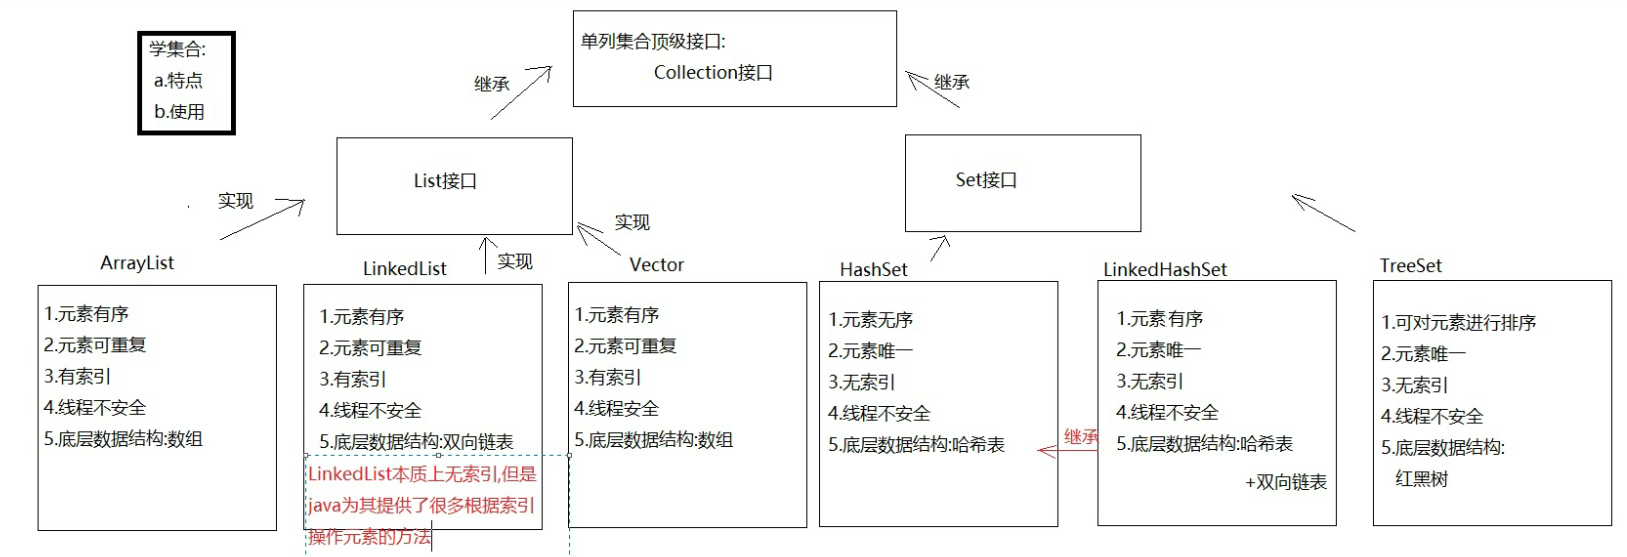 学集合:
a.特点
b.使用
单列集合顶级接口:
Collection接口
继承
继承
List接口
Set接口
实现
实现
实现
ArrayList
1.元素有序
2.元素可重复
3.有索引
4.线程不安全
5.底层数据结构:数组
LinkedList
1.元素有序
2.元素可重复
3.有索引
4.线程不安全
5.底层数据结构:双向链表
LinkedList本质上无索引,但是
java为其提供了很多根据索引
操作元素的方法
Vector
1.元素有序
2.元素可重复
3.有索引
4.线程安全
5.底层数据结构:数组
HashSet
1.元素无序
2.元素唯一
3.无索引
4.线程不安全
5.底层数据结构:哈希表
继承
LinkedHashSet
1.元素有序
2.元素唯一
3.无索引
4.线程不安全
5.底层数据结构:哈希表
+双向链表
TreeSet
1.可对元素进行排序
2.元素唯一
3.无索引
4.线程不安全
5.底层数据结构:
红黑树